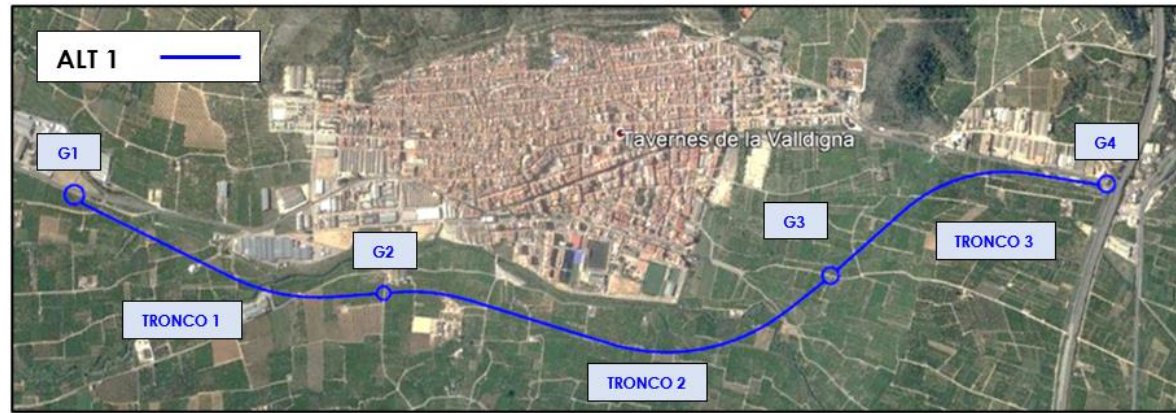 ALT 1
G1
Tavernes de la Valldigna
G4
G2
G3
TRONCO 3
TRONCO 1
TRONCO 2